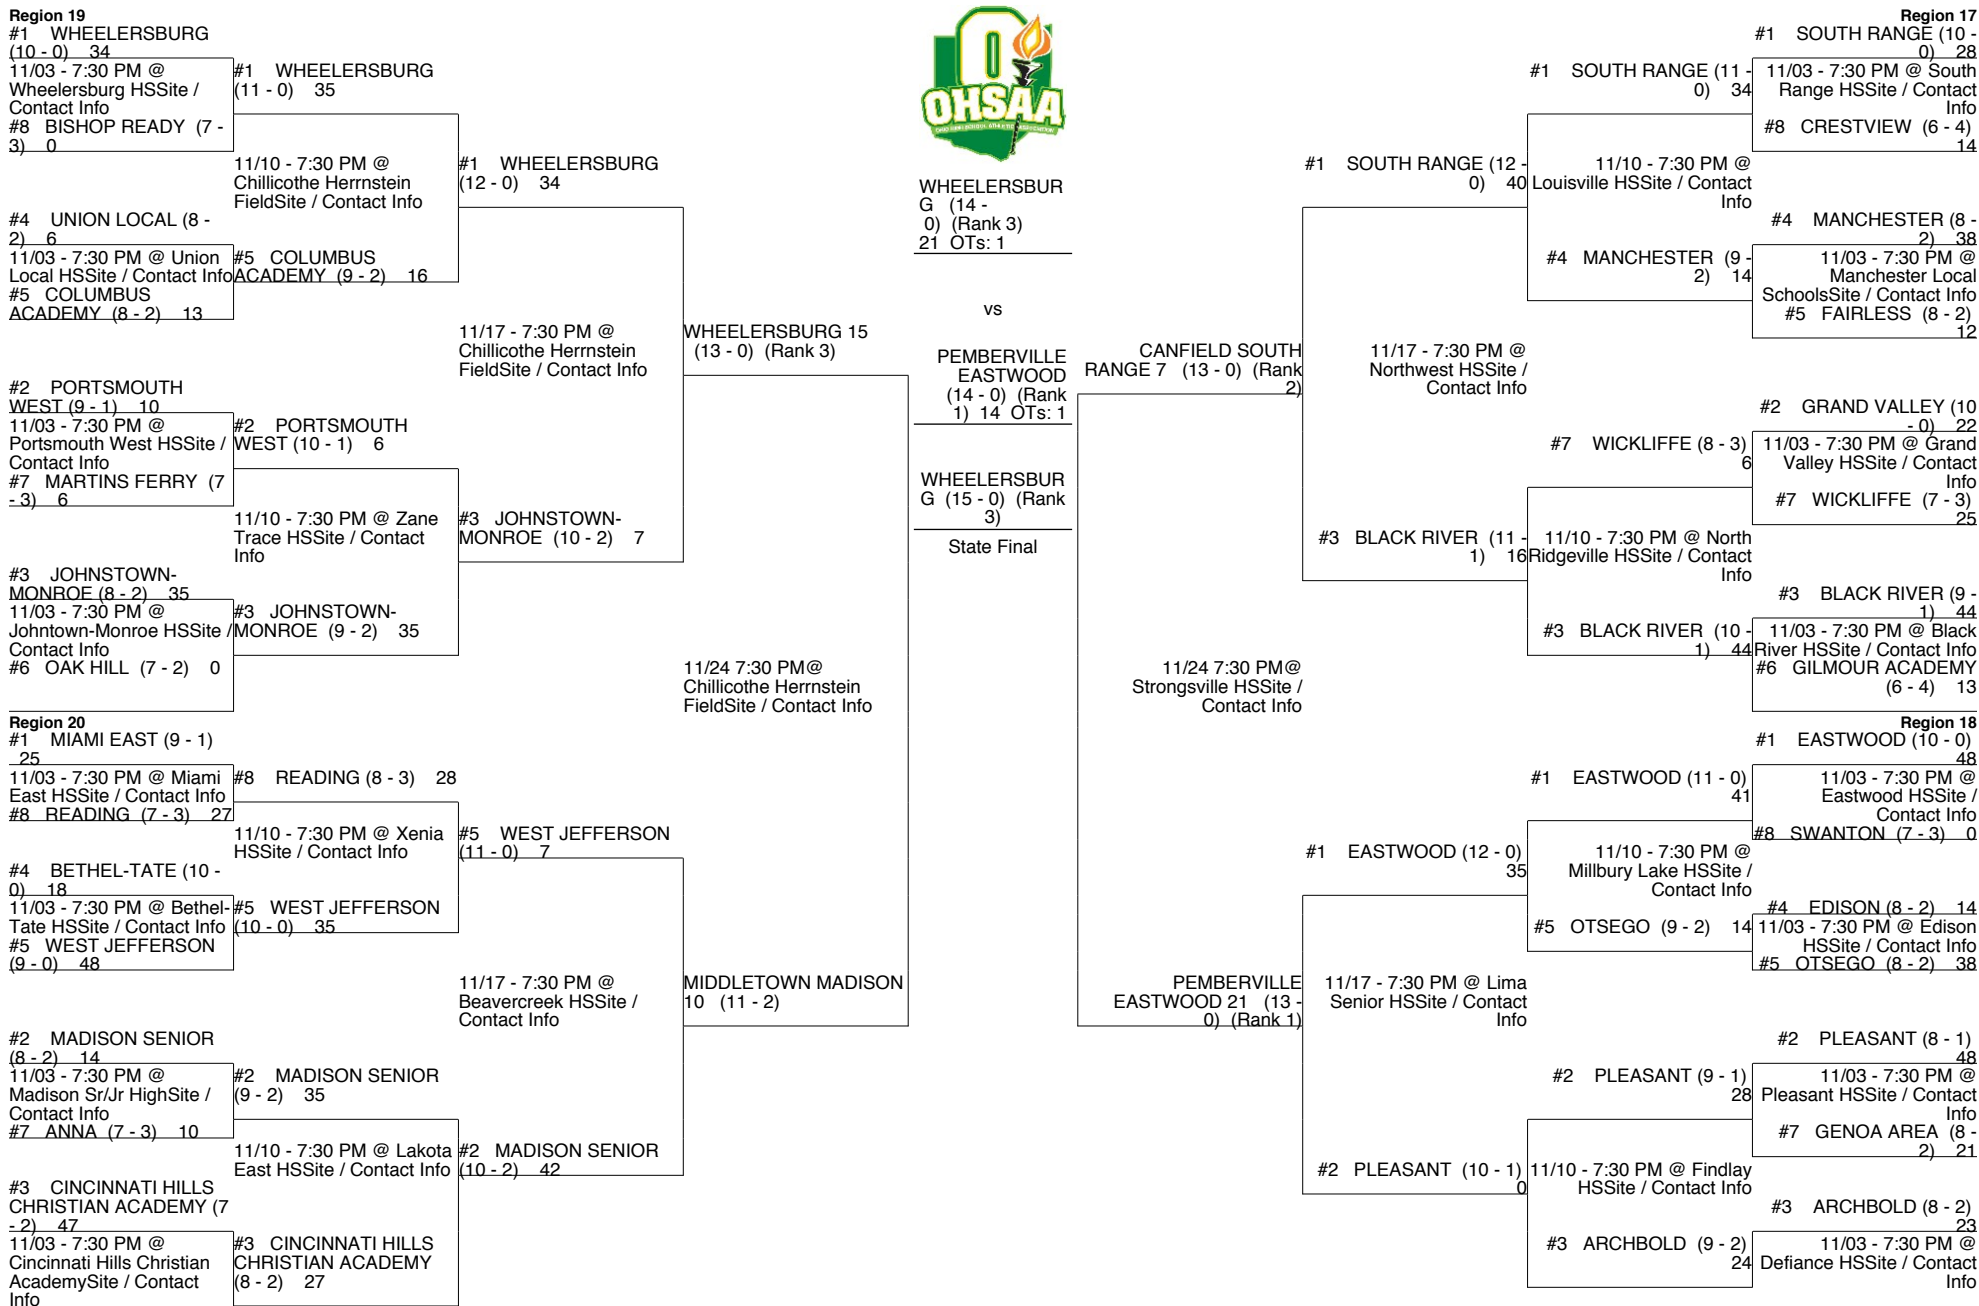 Region 19
#1 WHEELERSBURG
(10 - 0) 34
11/03 - 7:30 PM @
Wheelersburg HSSite /
Contact Info
#8 BISHOP READY (7 -
3) 0
#4 UNION LOCAL (8 -
2) 6
11/03 - 7:30 PM @ Union
Local HSSite / Contact Info
#5 COLUMBUS
ACADEMY (8 - 2) 13
#2 PORTSMOUTH
WEST (9 - 1) 10
11/03 - 7:30 PM @
Portsmouth West HSSite /
Contact Info
#7 MARTINS FERRY (7
- 3) 6
#3 JOHNSTOWN-
MONROE (8 - 2) 35
11/03 - 7:30 PM @
Johntown-Monroe HSSite /
Contact Info
#6 OAK HILL (7 - 2) 0
Region 20
#1 MIAMI EAST (9 - 1)
25
11/03 - 7:30 PM @ Miami
East HSSite / Contact Info
#8 READING (7 - 3) 27
#4 BETHEL-TATE (10 -
0) 18
11/03 - 7:30 PM @ Bethel-
Tate HSSite / Contact Info
#5 WEST JEFFERSON
(9 - 0) 48
#2 MADISON SENIOR
(8 - 2) 14
11/03 - 7:30 PM @
Madison Sr/Jr HighSite /
Contact Info
#7 ANNA (7 - 3) 10
#3 CINCINNATI HILLS
CHRISTIAN ACADEMY (7
- 2) 47
11/03 - 7:30 PM @
Cincinnati Hills Christian
AcademySite / Contact
Info
#1 WHEELERSBURG
(11 - 0) 35
11/10 - 7:30 PM @
Chillicothe Herrnstein
FieldSite / Contact Info
#5 COLUMBUS
ACADEMY (9 - 2) 16
#2 PORTSMOUTH
WEST (10 - 1) 6
11/10 - 7:30 PM @ Zane
Trace HSSite / Contact
Info
#3 JOHNSTOWN-
MONROE (9 - 2) 35
#8 READING (8 - 3) 28
11/10 - 7:30 PM @ Xenia
HSSite / Contact Info
#5 WEST JEFFERSON
(10 - 0) 35
#2 MADISON SENIOR
(9 - 2) 35
11/10 - 7:30 PM @ Lakota
East HSSite / Contact Info
#3 CINCINNATI HILLS
CHRISTIAN ACADEMY
(8 - 2) 27
#1 WHEELERSBURG
(12 - 0) 34
11/17 - 7:30 PM @
Chillicothe Herrnstein
FieldSite / Contact Info
#3 JOHNSTOWN-
MONROE (10 - 2) 7
#5 WEST JEFFERSON
(11 - 0) 7
11/17 - 7:30 PM @
Beavercreek HSSite /
Contact Info
#2 MADISON SENIOR
(10 - 2) 42
WHEELERSBURG 15
(13 - 0) (Rank 3)
11/24 7:30 PM@
Chillicothe Herrnstein
FieldSite / Contact Info
MIDDLETOWN MADISON
10 (11 - 2)
OHSAA
WHEELERSBUR
G (14 -
0) (Rank 3)
21 OTs: 1
vs
PEMBERVILLE
EASTWOOD
(14 - 0) (Rank
1) 14 OTs: 1
WHEELERSBUR
G (15 - 0) (Rank
3)
State Final
CANFIELD SOUTH
RANGE 7 (13 - 0) (Rank
2)
11/24 7:30 PM@
Strongsville HSSite /
Contact Info
PEMBERVILLE
EASTWOOD 21 (13 -
0) (Rank 1)
#1 SOUTH RANGE (12 -
0) 40
11/17 - 7:30 PM @
Northwest HSSite /
Contact Info
#3 BLACK RIVER (11 -
1) 16
#1 EASTWOOD (12 - 0)
35
11/17 - 7:30 PM @ Lima
Senior HSSite / Contact
Info
#2 PLEASANT (10 - 1)
0
#1 SOUTH RANGE (11 -
0) 34
11/10 - 7:30 PM @
Louisville HSSite / Contact
Info
#4 MANCHESTER (9 -
2) 14
#7 WICKLIFFE (8 - 3)
6
11/10 - 7:30 PM @ North
Ridgeville HSSite / Contact
Info
#3 BLACK RIVER (10 -
1) 44
#1 EASTWOOD (11 - 0)
41
11/10 - 7:30 PM @
Millbury Lake HSSite /
Contact Info
#5 OTSEGO (9 - 2) 14
#2 PLEASANT (9 - 1)
28
11/10 - 7:30 PM @ Findlay
HSSite / Contact Info
#3 ARCHBOLD (9 - 2)
24
Region 17
#1 SOUTH RANGE (10 -
0) 28
11/03 - 7:30 PM @ South
Range HSSite / Contact
Info
#8 CRESTVIEW (6 - 4)
14
#4 MANCHESTER (8 -
2) 38
11/03 - 7:30 PM @
Manchester Local
SchoolsSite / Contact Info
#5 FAIRLESS (8 - 2)
12
#2 GRAND VALLEY (10
- 0) 22
11/03 - 7:30 PM @ Grand
Valley HSSite / Contact
Info
#7 WICKLIFFE (7 - 3)
25
#3 BLACK RIVER (9 -
1) 44
11/03 - 7:30 PM @ Black
River HSSite / Contact Info
#6 GILMOUR ACADEMY
(6 - 4) 13
Region 18
#1 EASTWOOD (10 - 0)
48
11/03 - 7:30 PM @
Eastwood HSSite /
Contact Info
#8 SWANTON (7 - 3) 0
#4 EDISON (8 - 2) 14
11/03 - 7:30 PM @ Edison
HSSite / Contact Info
#5 OTSEGO (8 - 2) 38
#2 PLEASANT (8 - 1)
48
11/03 - 7:30 PM @
Pleasant HSSite / Contact
Info
#7 GENOA AREA (8 -
2) 21
#3 ARCHBOLD (8 - 2)
23
11/03 - 7:30 PM @
Defiance HSSite / Contact
Info